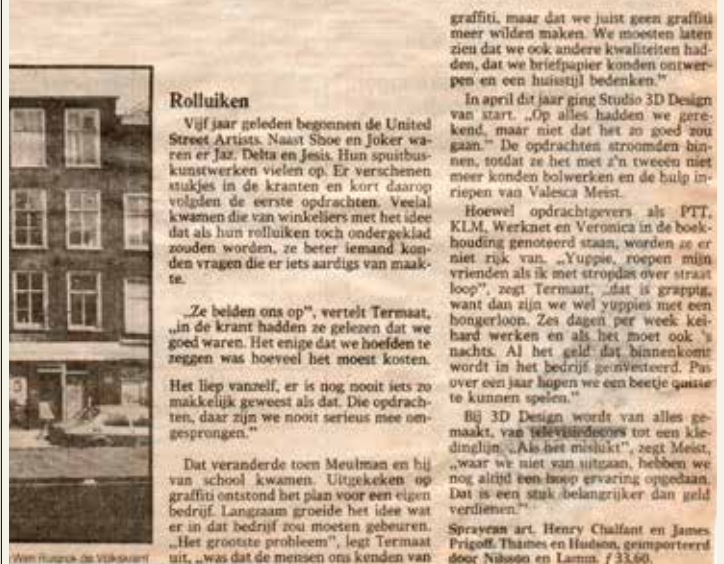 Rolluiken
Vijf jaar geleden begonnen de United
Street Artists. Naast Shoe en Joker wa-
ren er Jaz, Delta en Jesis. Hun spuitbus-
kunstwerken vielen op. Er verschenen
stukjes in de kranten en kort daarop
volgden de eerste opdrachten. Veelal
kwamen die van winkeliers met het idee
dat als hun rolluiken toch ondergeklad
zouden worden, ze beter iemand kon-
den vragen die er iets aardigs van maak-
te.
„Ze belden ons op”, vertelt Termaat,
„in de krant hadden ze gelezen dat we
goed waren. Het enige dat we hoefden te
zeggen was hoeveel het moest kosten.
Het liep vanzelf, er is nog nooit iets zo
makkelijk geweest als dat. Die opdrach-
ten, daar zijn we nooit serieus mee om-
gesprongen.”
Dat veranderde toen Meulman en hij
van school kwamen. Uitgekeken op
graffiti ontstond het plan voor een eigen
bedrijf. Langzaam groeide het idee wat
er in dat bedrijf zou moeten gebeuren.
„Het grootste probleem”, legt Termaat
uit, „was dat de mensen ons kenden van
graffiti, maar dat we juist geen graffiti
meer wilden maken. We moesten laten
zien dat we ook andere kwaliteiten had-
den, dat we briefpapier konden ontwer-
pen en een huisstijl bedenken.”
In april dit jaar ging Studio 3D Design
van start. „Op alles hadden we gere-
kend, maar niet dat het zo goed zou
gaan.” De opdrachten stroomden bin-
nen, totdat ze het met z'n tweeën niet
meer konden bolwerken en de hulp in-
riepen van Valesca Meist.
Hoewel opdrachtgevers als PTT,
KLM, Werknet en Veronica in de boek-
houding genoteerd staan, worden ze er
niet rijk van. „Yuppie, roepen mijn
vrienden als ik met stropdas over straat
loop”, zegt Termaat, „dat is grappig,
want dan zijn we wel yuppies met een
hongerloon. Zes dagen per week kei-
hard werken en als het moet ook 's
nachts. Al het geld dat binnenkomt
wordt in het bedrijf geïnvesteerd. Pas
over een jaar hopen we een beetje quitte
te kunnen spelen.”
Bij 3D Design wordt van alles ge-
maakt, van televisiedecors tot een kle-
dinglijn. „Als het mislukt”, zegt Meist,
„waar we niet van uitgaan, hebben we
nog altijd een hoop ervaring opgedaan.
Dat is een stuk belangrijker dan geld
verdienen.”
Spraycan art. Henry Chalfant en James
Prigoff. Thames en Hudson, geïmporteerd
door Nilsson en Lamm. ƒ 33,60.
de Volkskrant